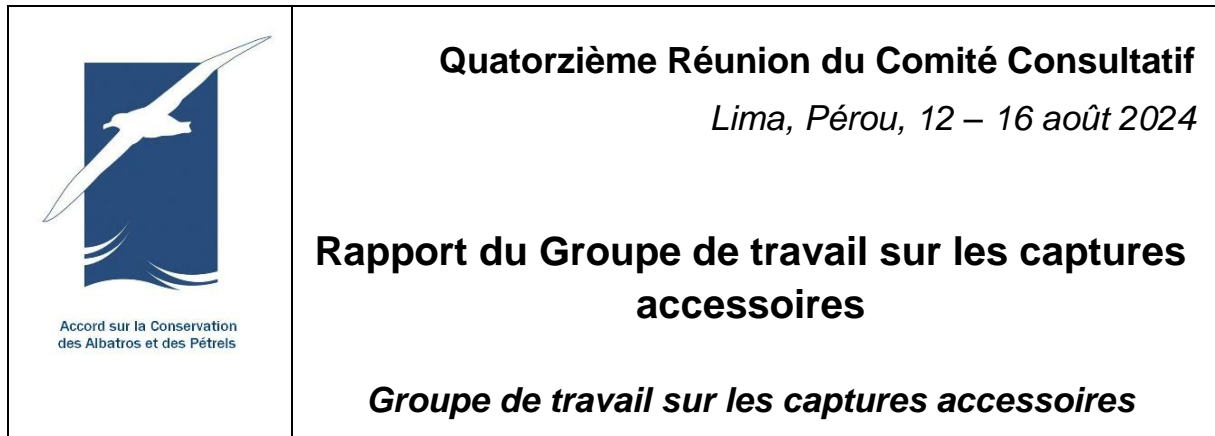 Accord sur la Conservation
des Albatros et des Pétrels
Quatorzième Réunion du Comité Consultatif
Lima, Pérou, 12 – 16 août 2024
Rapport du Groupe de travail sur les captures
accessoires
Groupe de travail sur les captures accessoires